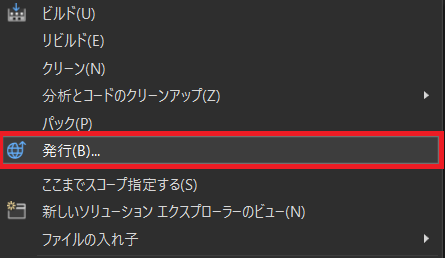 ビルド(U)
リビルド(E)
クリーン(N)
分析とコードのクリーンアップ(Z)
パック(P)
発行(B)...
ここまでスコープ指定する(S)
新しいソリューション エクスプローラーのビュー(N)
ファイルの入れ子